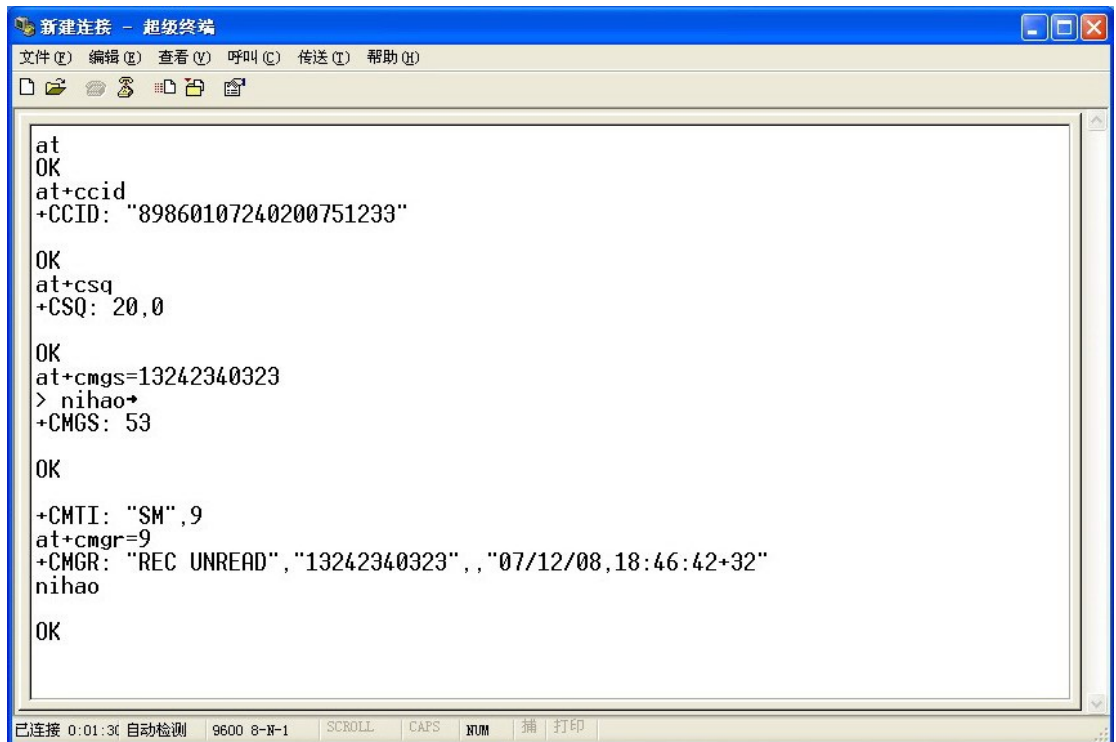 新建连接 - 超级终端
文件(F) 编辑(E) 查看(V) 呼叫(C) 传送(T) 帮助(H)
at
OK
at+ccid
+CCID: "89860107240200751233"
OK
at+csq
+CSQ: 20,0
OK
at+cmgs=13242340323
> nihao→
+CMGS: 53
OK
+CMTI: "SM",9
at+cmgr=9
+CMGR: "REC UNREAD","13242340323",,"07/12/08,18:46:42+32"
nihao
OK
已连接 0:01:30 自动检测 9600 8-N-1 SCROLL CAPS NUM 捕 打印